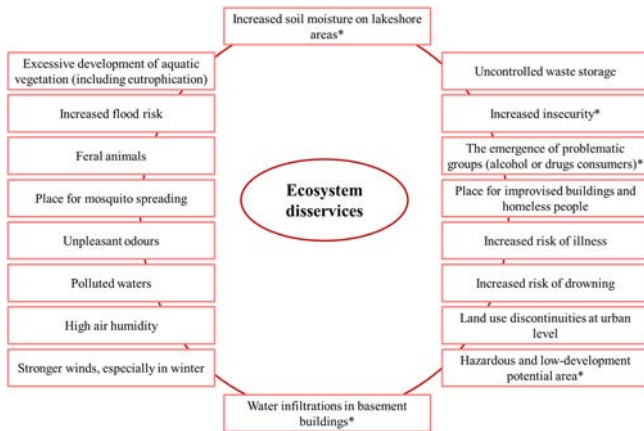 Increased soil moisture on lakeshore
areas*
Excessive development of aquatic
vegetation (including eutrophication)
Increased flood risk
Feral animals
Place for mosquito spreading
Unpleasant odours
Polluted waters
High air humidity
Stronger winds, especially in winter
Ecosystem
disservices
Uncontrolled waste storage
Increased insecurity*
The emergence of problematic
groups (alcohol or drugs consumers)*
Place for improvised buildings and
homeless people
Increased risk of illness
Increased risk of drowning
Land use discontinuities at urban
level
Hazardous and low-development
potential area*
Water infiltrations in basement
buildings*